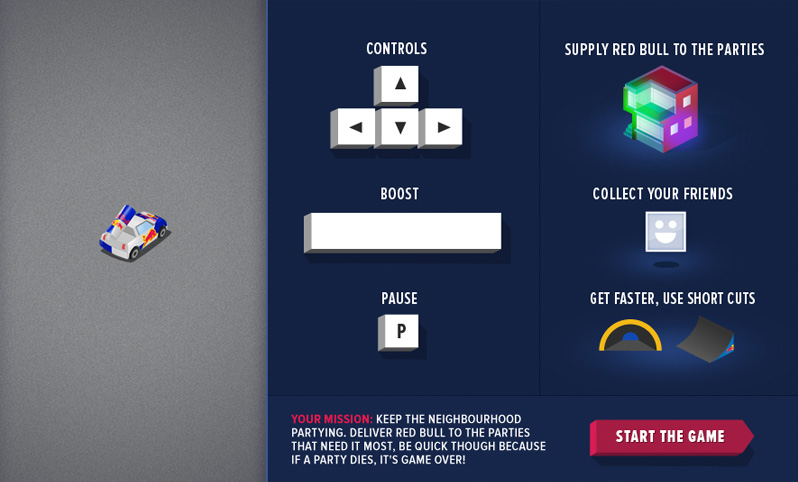 CONTROLS
BOOST
PAUSE
P
SUPPLY RED BULL TO THE PARTIES
COLLECT YOUR FRIENDS
GET FASTER, USE SHORT CUTS
YOUR MISSION: KEEP THE NEIGHBOURHOOD
PARTYING. DELIVER RED BULL TO THE PARTIES
THAT NEED IT MOST, BE QUICK THOUGH BECAUSE
IF A PARTY DIES, IT'S GAME OVER!
START THE GAME